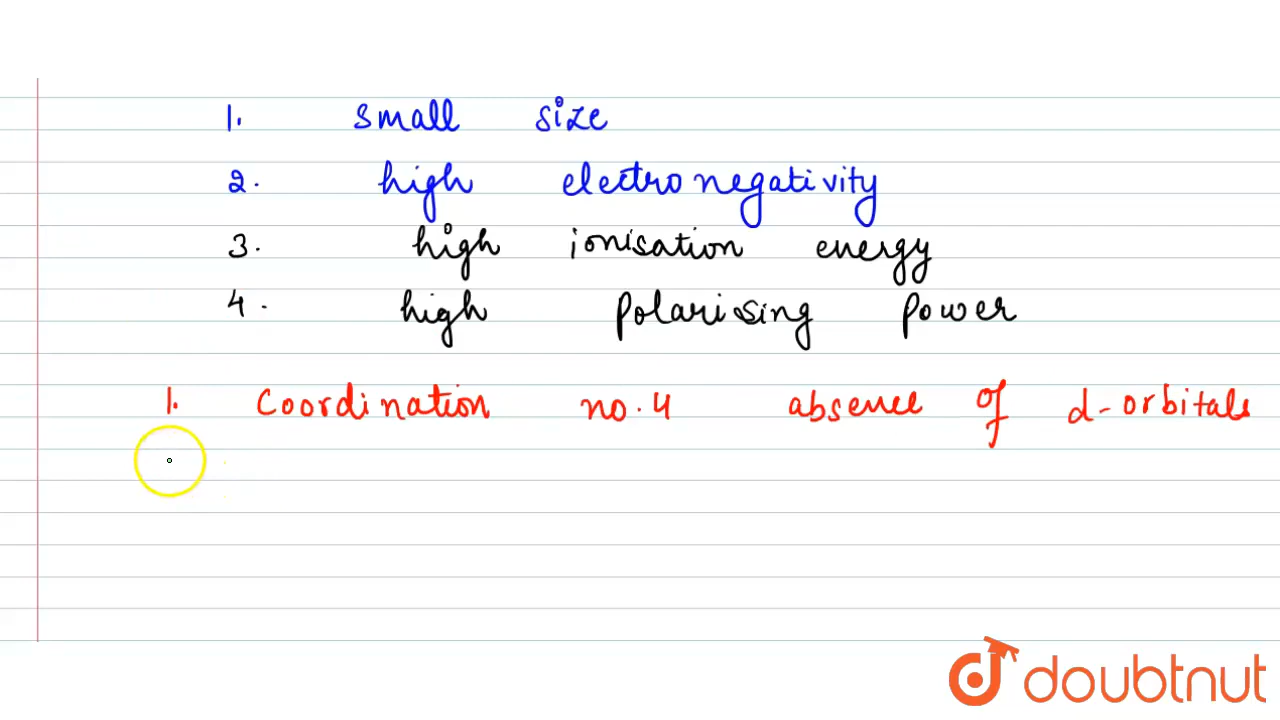 1. small size
2. high electronegativity
3. high ionisation energy
4. high polarising power
1. Coordination no. 4 absence of d-orbitals
doubtnut